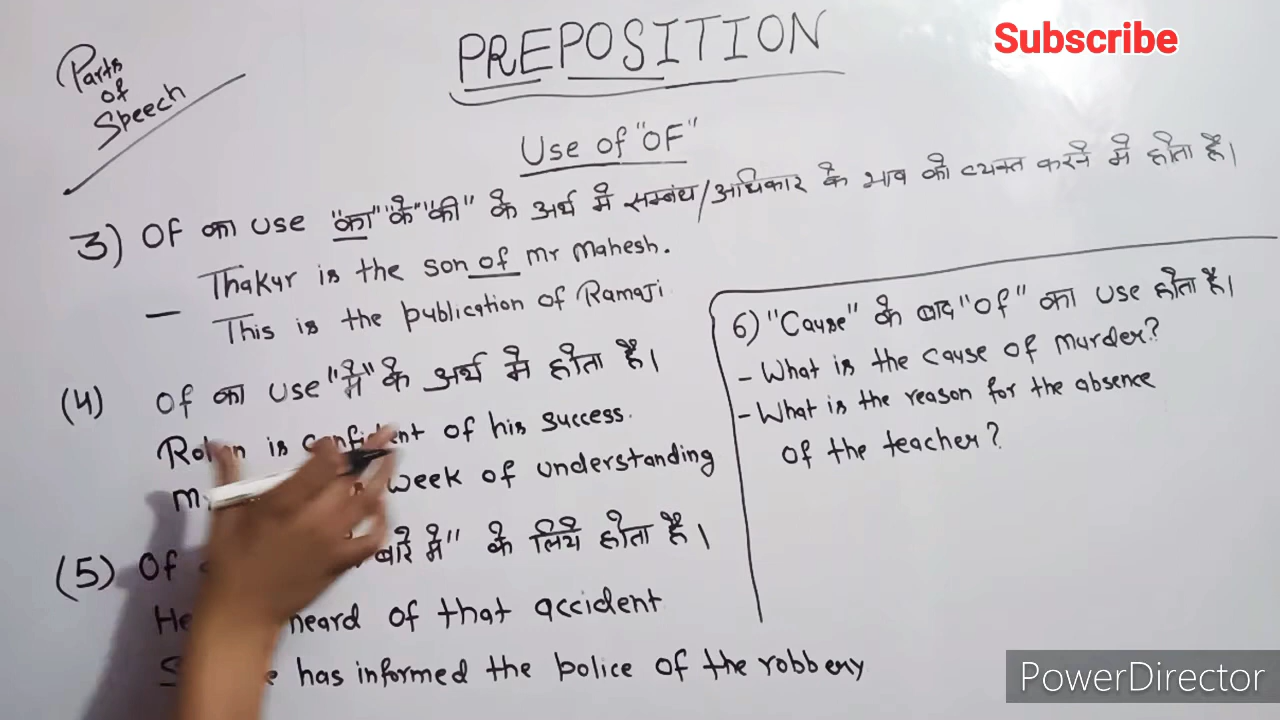 Parts
of
Speech
PREPOSITION
Subscribe
Use of "OF"
3) Of का use "का" "के" "की" के अर्थ मे सम्बंध/अधिकार के भाव को व्यक्त करने मे होता है।
Thakur is the son of Mr Mahesh.
— This is the publication of Ramaji
(4) Of का use "मे" के अर्थ मे होता है।
Rohan is confident of his success.
week of understanding
(5) Of बारे मे" के लिये होता है।
heard of that accident
has informed the police of the robbery
6) "Cause" के बाद "of" का use होता है।
- What is the cause of murder?
- What is the reason for the absence
of the teacher?
PowerDirector